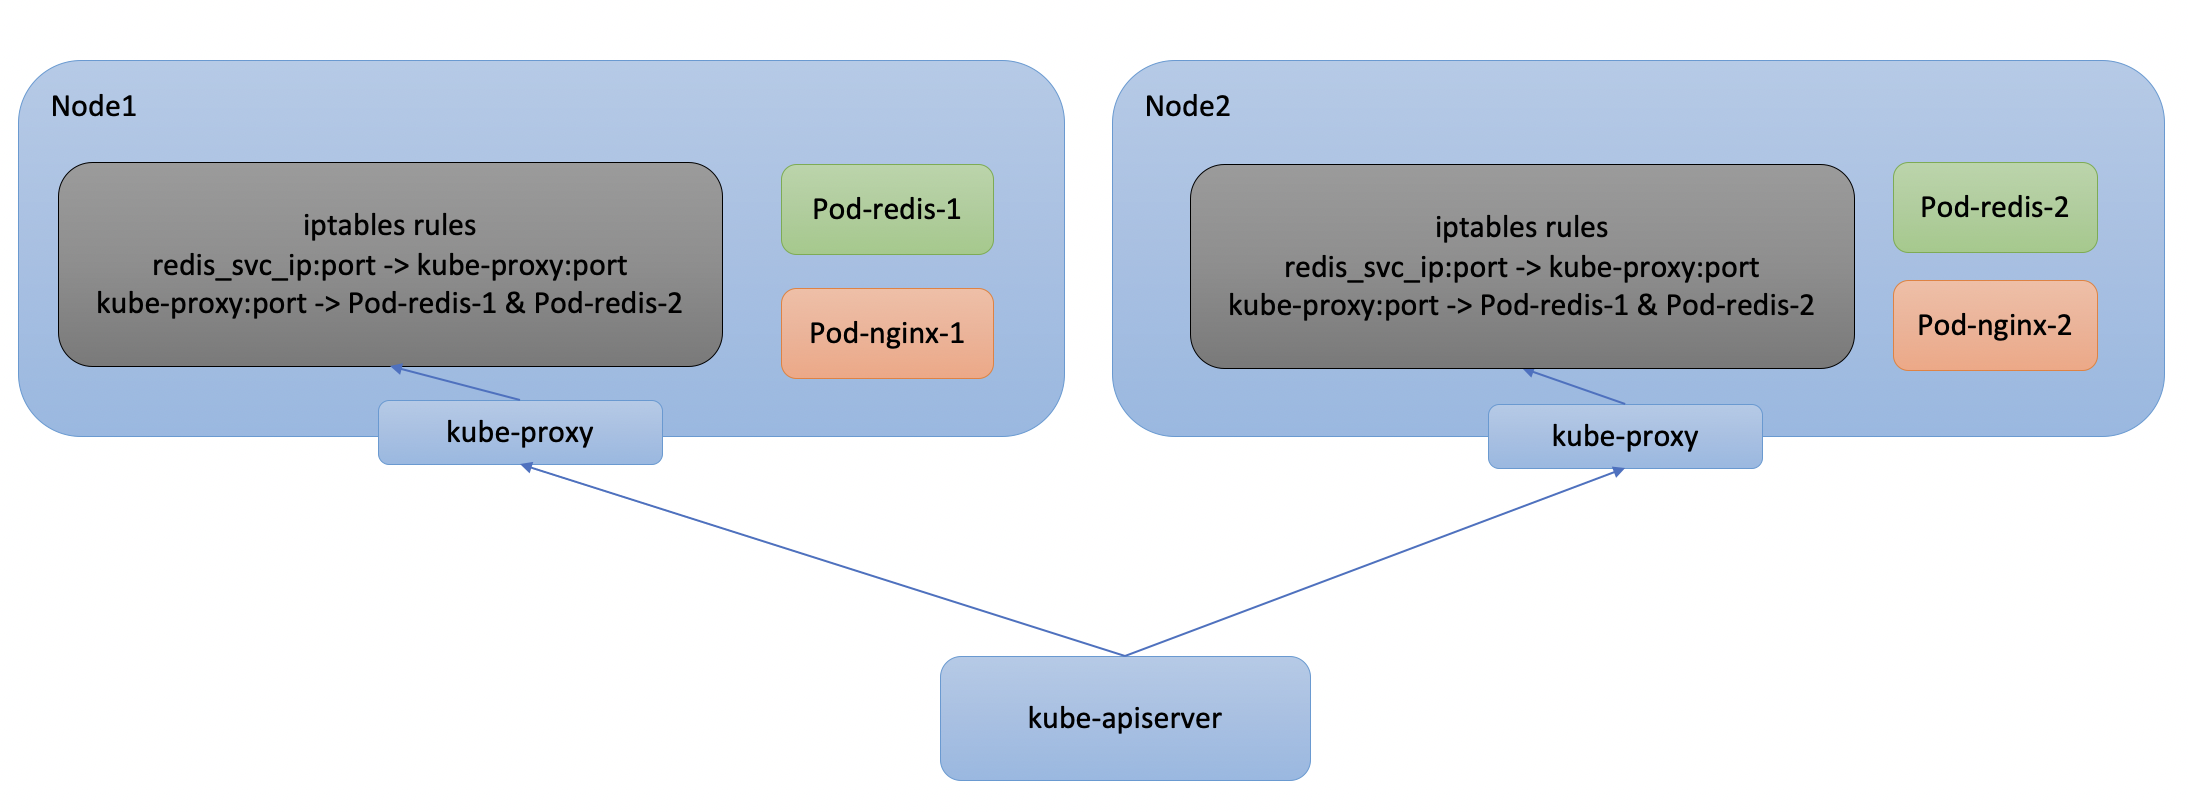 Node1
iptables rules
redis_svc_ip:port -> kube-proxy:port
kube-proxy:port -> Pod-redis-1 & Pod-redis-2
Pod-redis-1
Pod-nginx-1
kube-proxy
Node2
iptables rules
redis_svc_ip:port -> kube-proxy:port
kube-proxy:port -> Pod-redis-1 & Pod-redis-2
Pod-redis-2
Pod-nginx-2
kube-proxy
kube-apiserver